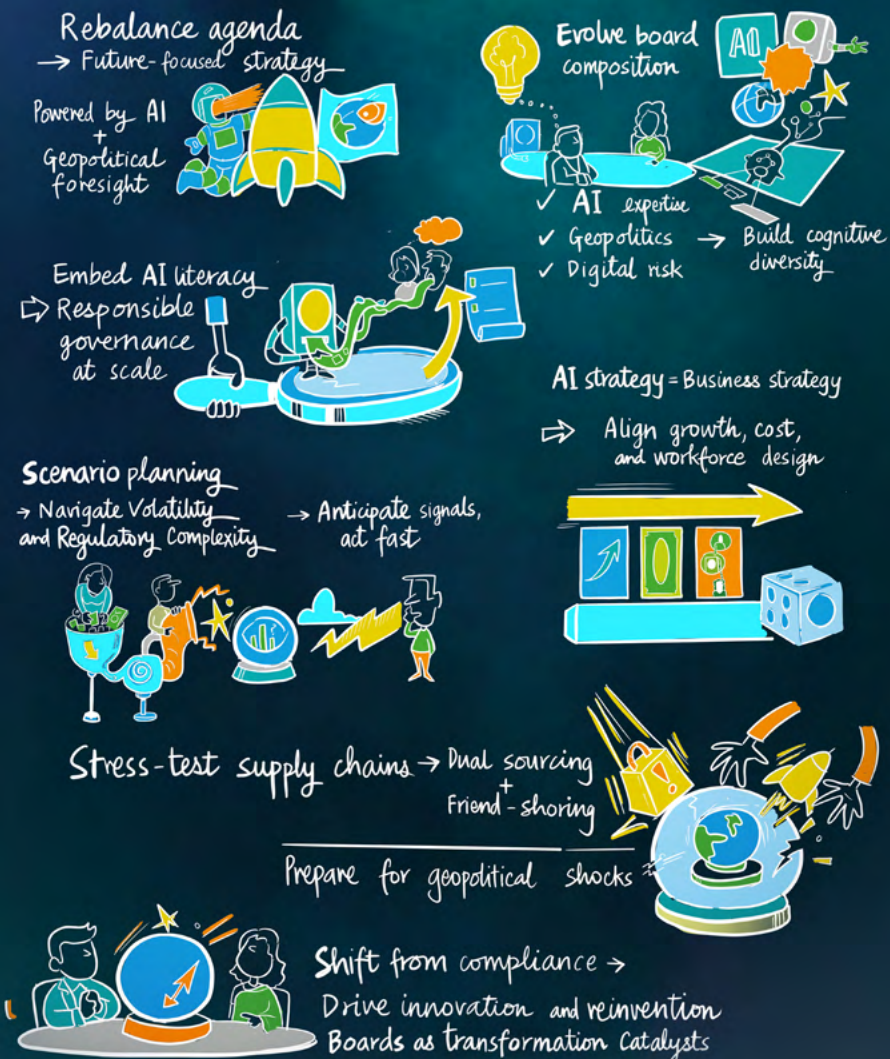 Rebalance agenda
→ Future-focused strategy
Powered by AI
+
Geopolitical
foresight
Evolve board
composition
AI
✓ AI expertise
✓ Geopolitics → Build cognitive
✓ Digital risk diversity
Embed AI literacy
⇨ Responsible
governance
at scale
AI strategy = Business strategy
⇨ Align growth, cost,
and workforce design
Scenario planning
→ Navigate Volatility
and Regulatory Complexity
→ Anticipate signals,
act fast
Stress-test supply chains → Dual sourcing
+
Friend-shoring
Prepare for geopolitical shocks
Shift from compliance →
Drive innovation and reinvention
Boards as transformation Catalysts